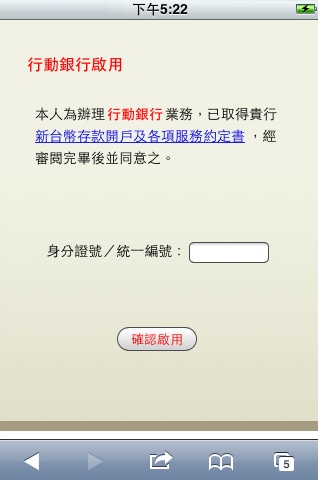 下午5:22
行動銀行啟用
本人為辦理行動銀行業務，已取得貴行
新台幣存款開戶及各項服務約定書，經
審閱完畢後並同意之。
身分證號／統一編號：
確認啟用
5